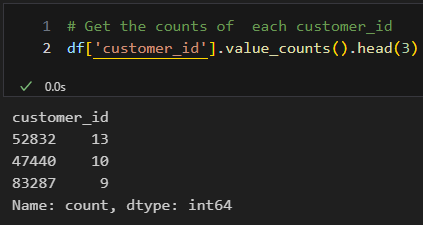 1 # Get the counts of  each customer_id
2 df['customer_id'].value_counts().head(3)
0.0s
customer_id
52832    13
47440    10
83287     9
Name: count, dtype: int64